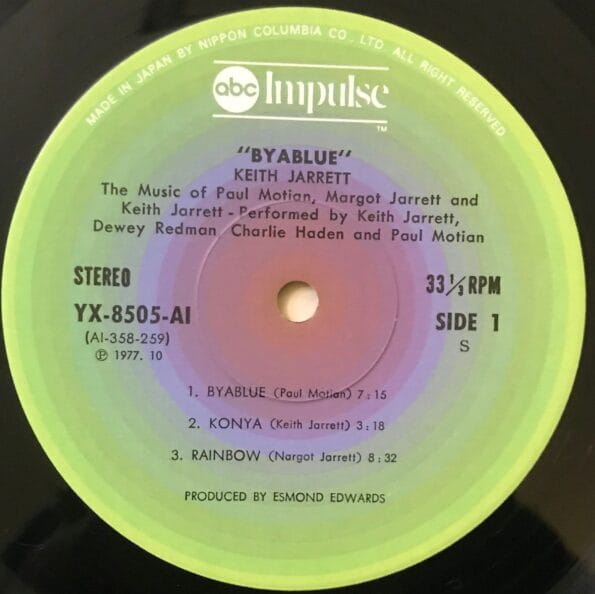 MADE IN JAPAN BY NIPPON COLUMBIA CO., LTD. ALL RIGHT RESERVED
abc Impulse
TM
"BYABLUE"
KEITH JARRETT
The Music of Paul Motian, Margot Jarrett and
Keith Jarrett - Performed by Keith Jarrett,
Dewey Redman Charlie Haden and Paul Motian
STEREO
33 1/3 RPM
YX-8505-AI
SIDE 1
(AI-358-259)
S
Ⓟ 1977. 10
1. BYABLUE (Paul Motian) 7:15
2. KONYA (Keith Jarrett) 3:18
3. RAINBOW (Nargot Jarrett) 8:32
PRODUCED BY ESMOND EDWARDS